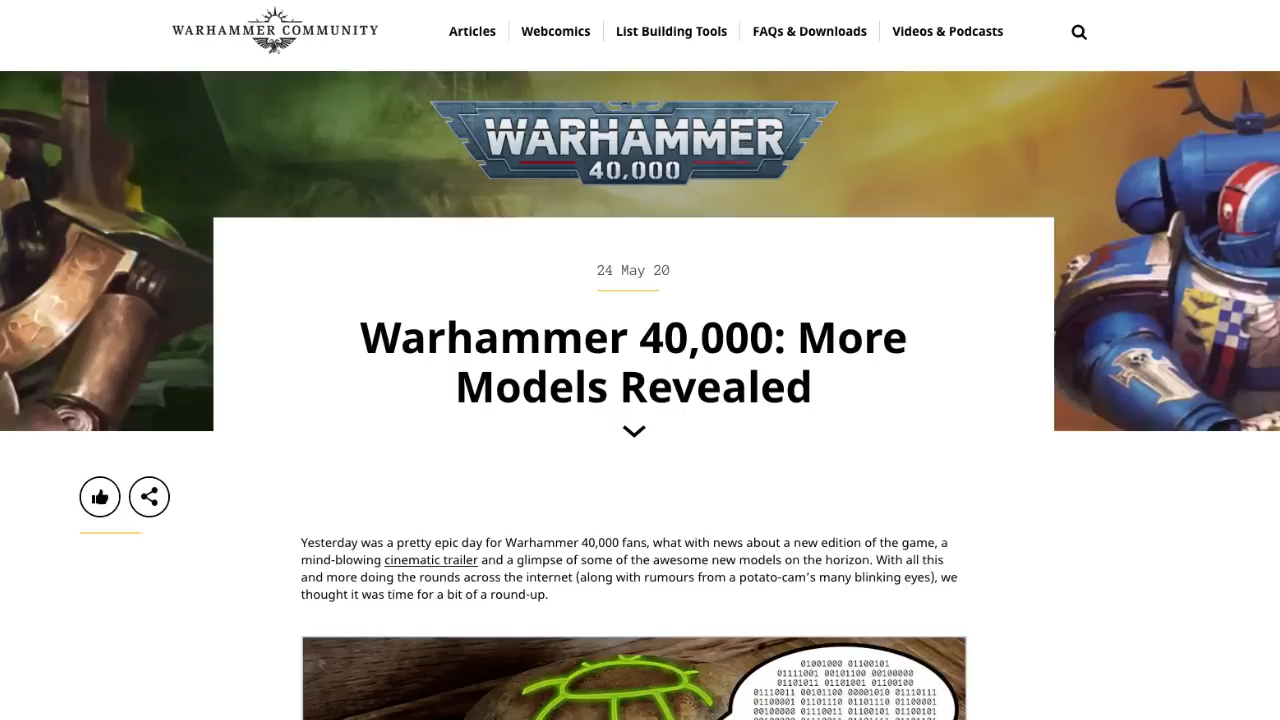 WARHAMMER COMMUNITY
Articles
Webcomics
List Building Tools
FAQs & Downloads
Videos & Podcasts
WARHAMMER
40,000
24 May 20
Warhammer 40,000: More
Models Revealed
Yesterday was a pretty epic day for Warhammer 40,000 fans, what with news about a new edition of the game, a
mind-blowing cinematic trailer and a glimpse of some of the awesome new models on the horizon. With all this
and more doing the rounds across the internet (along with rumours from a potato-cam's many blinking eyes), we
thought it was time for a bit of a round-up.
01001000 01100101
01111001 00101100 00100000
01101011 01101001 01100100
01110011 00101100 00001010 01110111
01100001 01101110 01101110 01100001
00100000 01110011 01100101 01100101